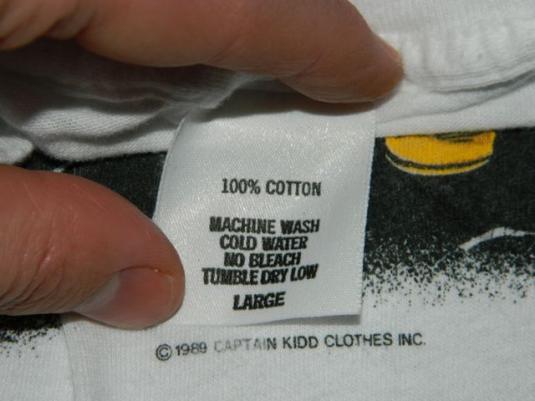 100% COTTON
MACHINE WASH
COLD WATER
NO BLEACH
TUMBLE DRY LOW
LARGE
© 1989 CAPTAIN KIDD CLOTHES INC.